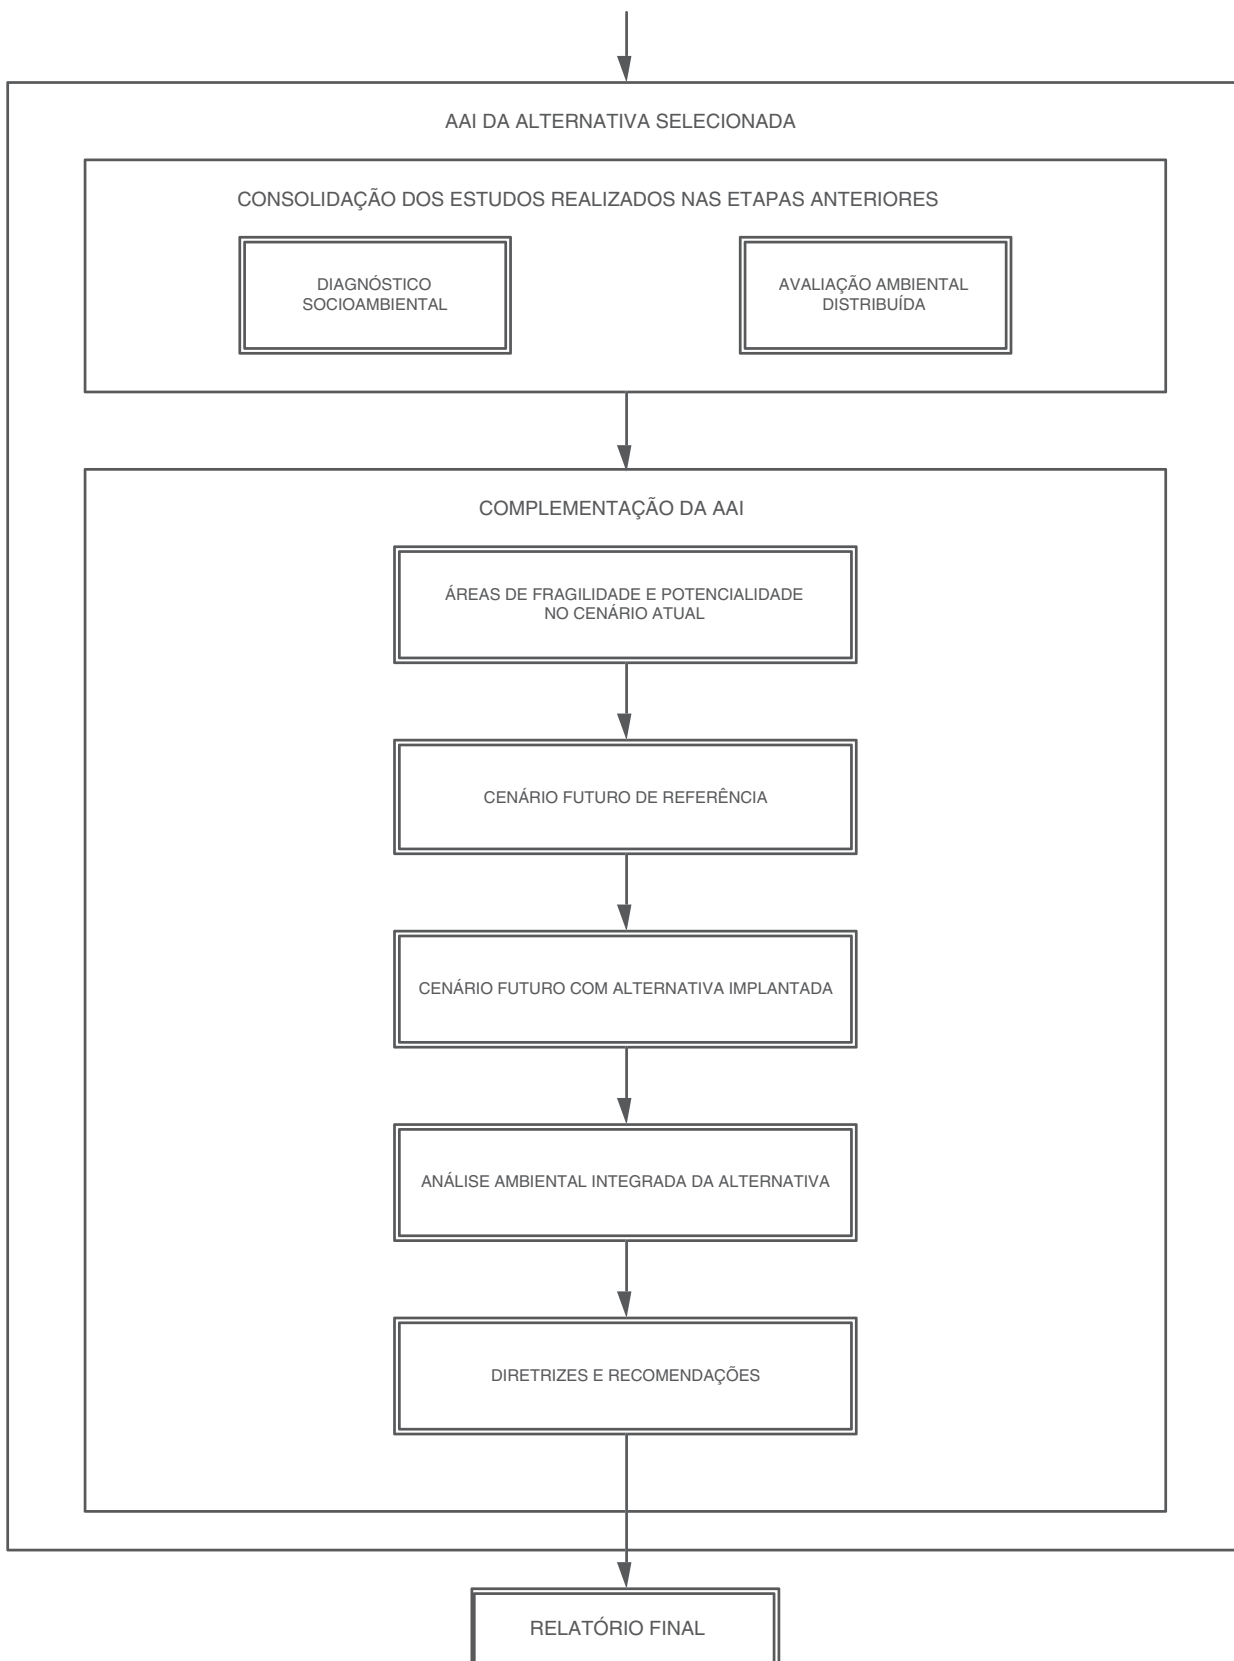 AAI DA ALTERNATIVA SELECIONADA
CONSOLIDAÇÃO DOS ESTUDOS REALIZADOS NAS ETAPAS ANTERIORES
DIAGNÓSTICO
SOCIOAMBIENTAL
AVALIAÇÃO AMBIENTAL
DISTRIBUÍDA
COMPLEMENTAÇÃO DA AAI
ÁREAS DE FRAGILIDADE E POTENCIALIDADE
NO CENÁRIO ATUAL
CENÁRIO FUTURO DE REFERÊNCIA
CENÁRIO FUTURO COM ALTERNATIVA IMPLANTADA
ANÁLISE AMBIENTAL INTEGRADA DA ALTERNATIVA
DIRETRIZES E RECOMENDAÇÕES
RELATÓRIO FINAL